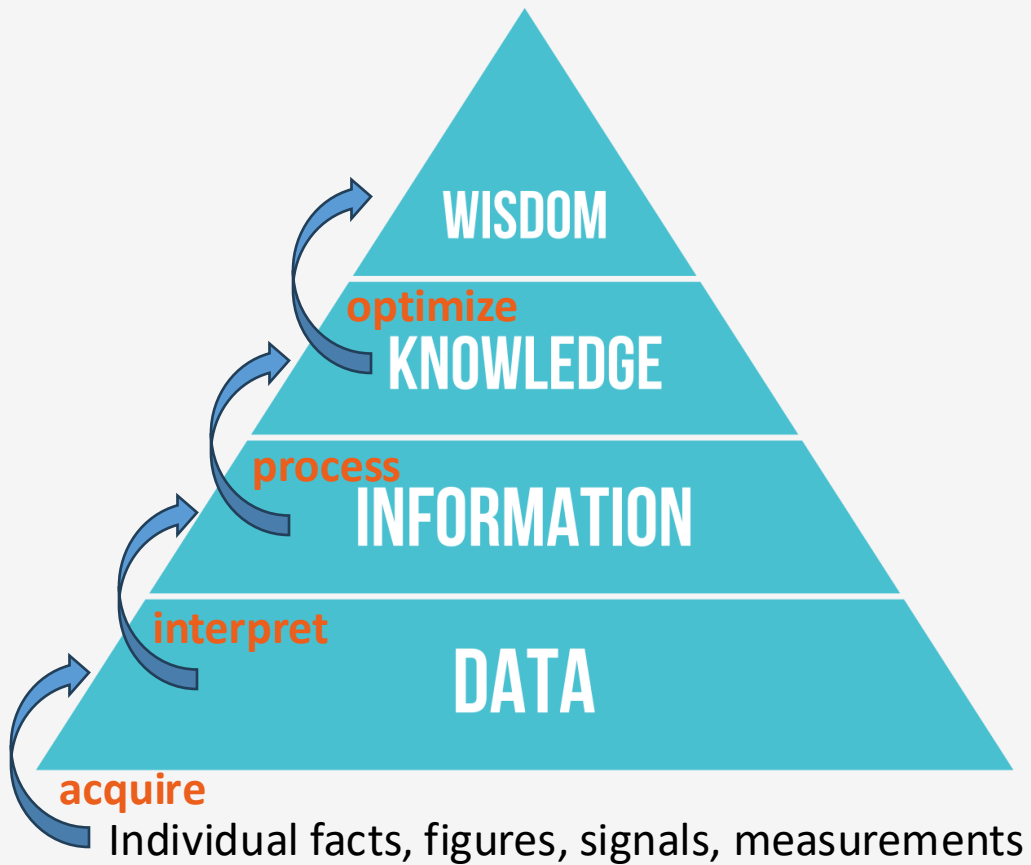 WISDOM
optimize
KNOWLEDGE
process
INFORMATION
interpret
DATA
acquire
Individual facts, figures, signals, measurements